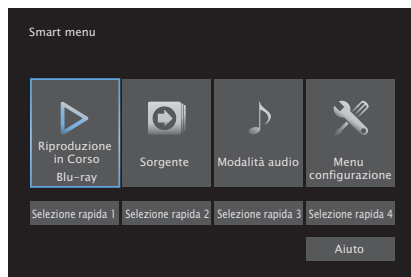 Smart menu
Riproduzione
in Corso
Blu-ray
Sorgente
Modalità audio
Menu
configurazione
Selezione rapida 1
Selezione rapida 2
Selezione rapida 3
Selezione rapida 4
Aiuto